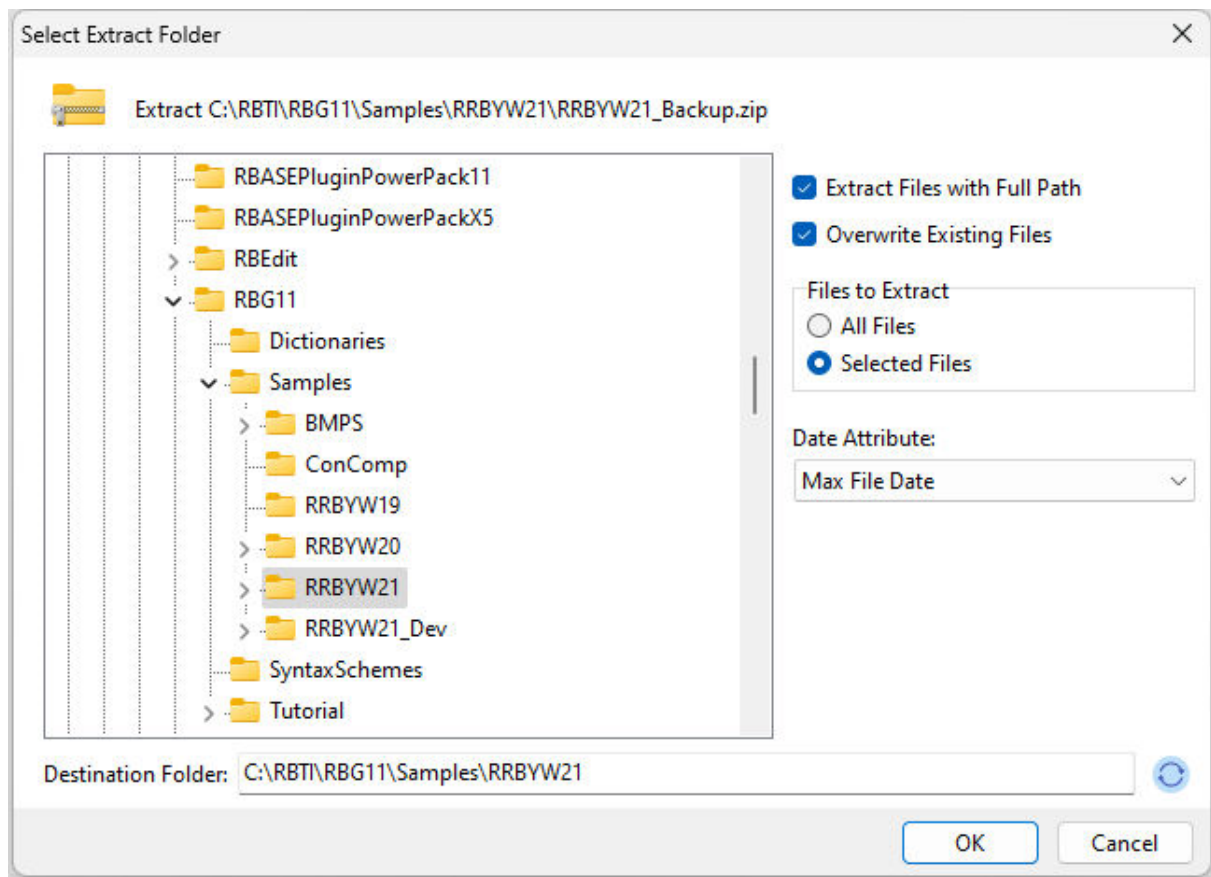 Select Extract Folder
Extract C:\RBTI\RBG11\Samples\RRBYW21\RRBYW21_Backup.zip
RBASEPluginPowerPack11
RBASEPluginPowerPackX5
RBEdit
RBG11
Dictionaries
Samples
BMPS
ConComp
RRBYW19
RRBYW20
RRBYW21
RRBYW21_Dev
SyntaxSchemes
Tutorial
Extract Files with Full Path
Overwrite Existing Files
Files to Extract
All Files
Selected Files
Date Attribute:
Max File Date
Destination Folder: C:\RBTI\RBG11\Samples\RRBYW21
OK Cancel